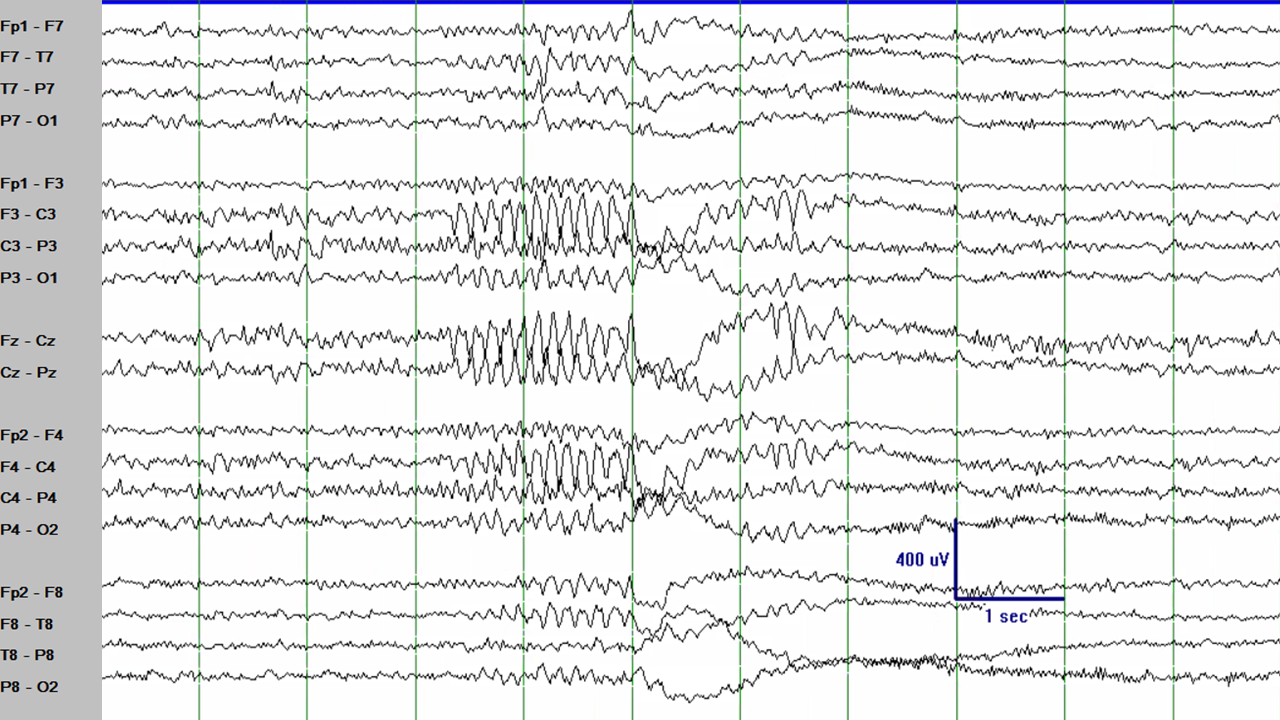 Fp1 - F7
F7 - T7
T7 - P7
P7 - O1
Fp1 - F3
F3 - C3
C3 - P3
P3 - O1
Fz - Cz
Cz - Pz
Fp2 - F4
F4 - C4
C4 - P4
P4 - O2
400 uV
Fp2 - F8
1 sec
F8 - T8
T8 - P8
P8 - O2